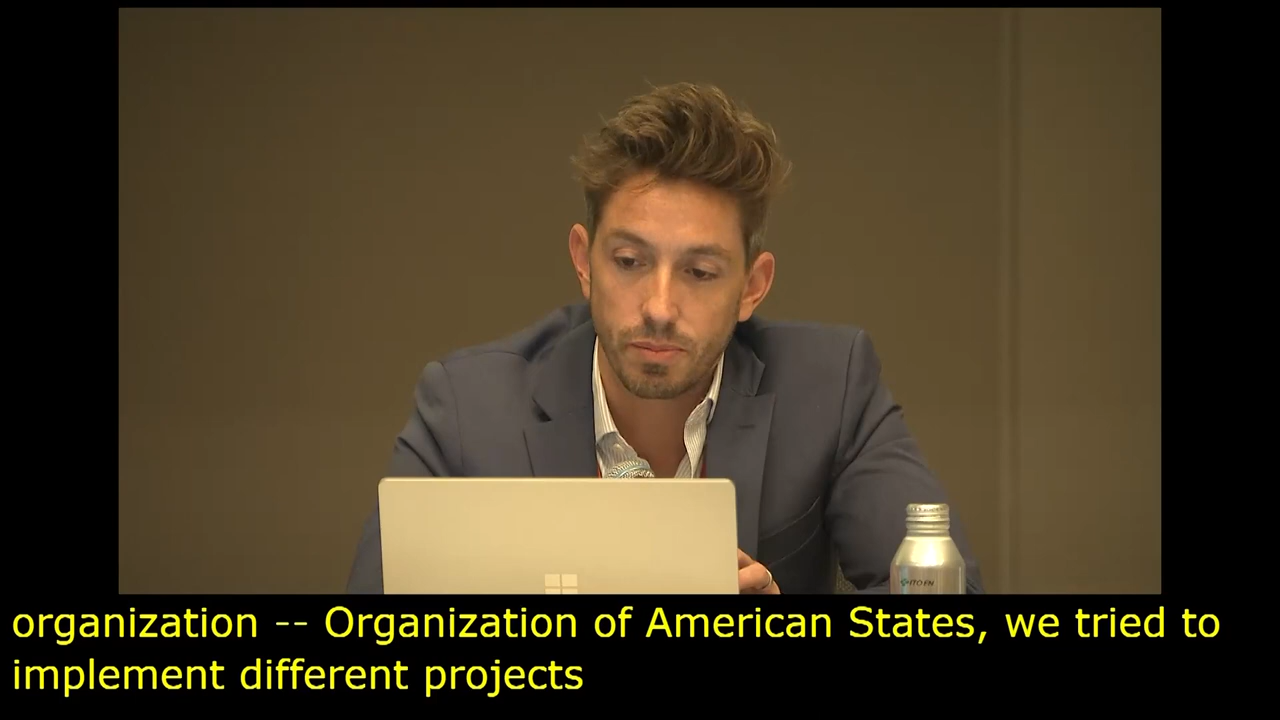 organization -- Organization of American States, we tried to
implement different projects